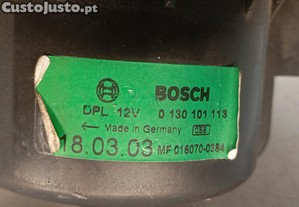 CustoJusto.pt
BOSCH
DPL 12V 0 130 101 113
Made in Germany
18.03.03 MF 016070-0384